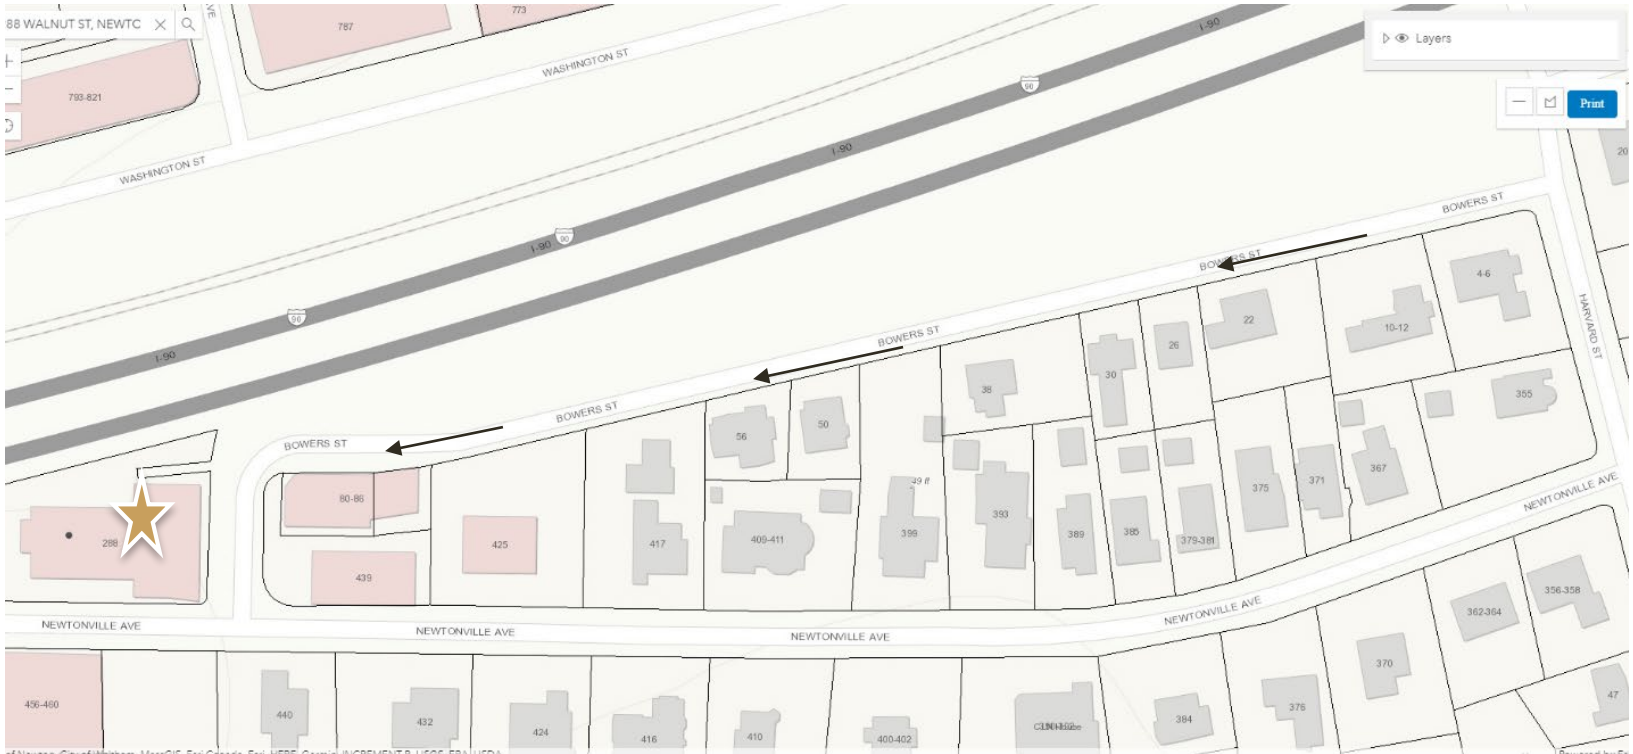 88 WALNUT ST, NEWTC
AVE
787
773
I-90
Layers
WASHINGTON ST
793-821
90
Print
I-90
20
WASHINGTON ST
BOWERS ST
90
I-90
BOWERS ST
4-6
90
I-90
22
10-12
HARVARD ST
BOWERS ST
26
30
38
355
BOWERS ST
50
56
BOWERS ST
367
371
375
49 ft
80-86
288
425
417
409-411
399
393
389
385
379-381
NEWTONVILLE AVE
439
356-358
362-364
NEWTONVILLE AVE
NEWTONVILLE AVE
NEWTONVILLE AVE
NEWTONVILLE AVE
456-460
440
432
424
416
410
400-402
384
376
370
47